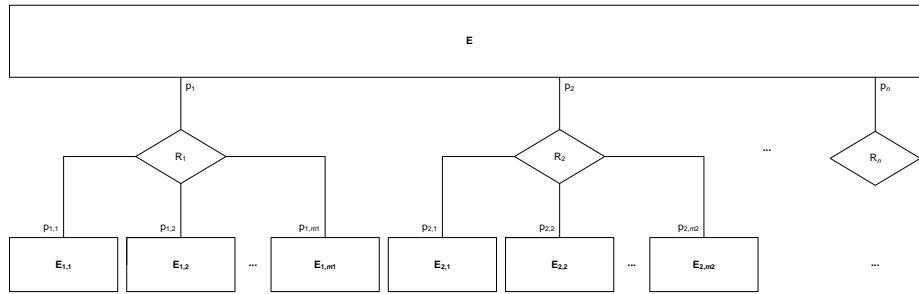 E
p1 p2 pn
R1 R2 ... Rn
p1,1 p1,2 p1,m1 p2,1 p2,2 p2,m2
E1,1 E1,2 ... E1,m1 E2,1 E2,2 ... E2,m2 ...